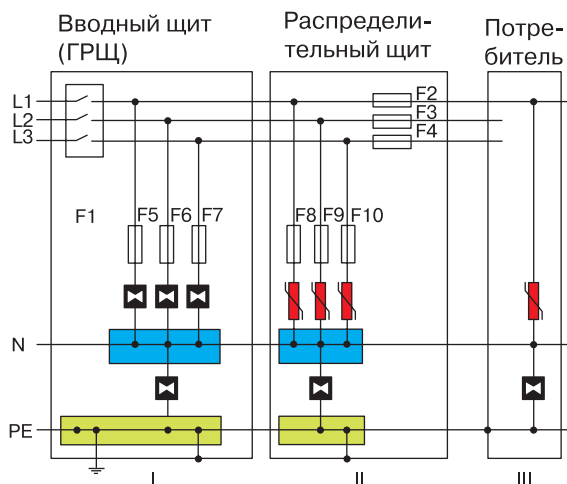 Вводный щит
(ГРЩ)
Распредели-
тельный щит
Потре-
битель
L1
L2
L3
F2
F3
F4
F1
F5
F6
F7
F8
F9
F10
N
PE
I
II
III